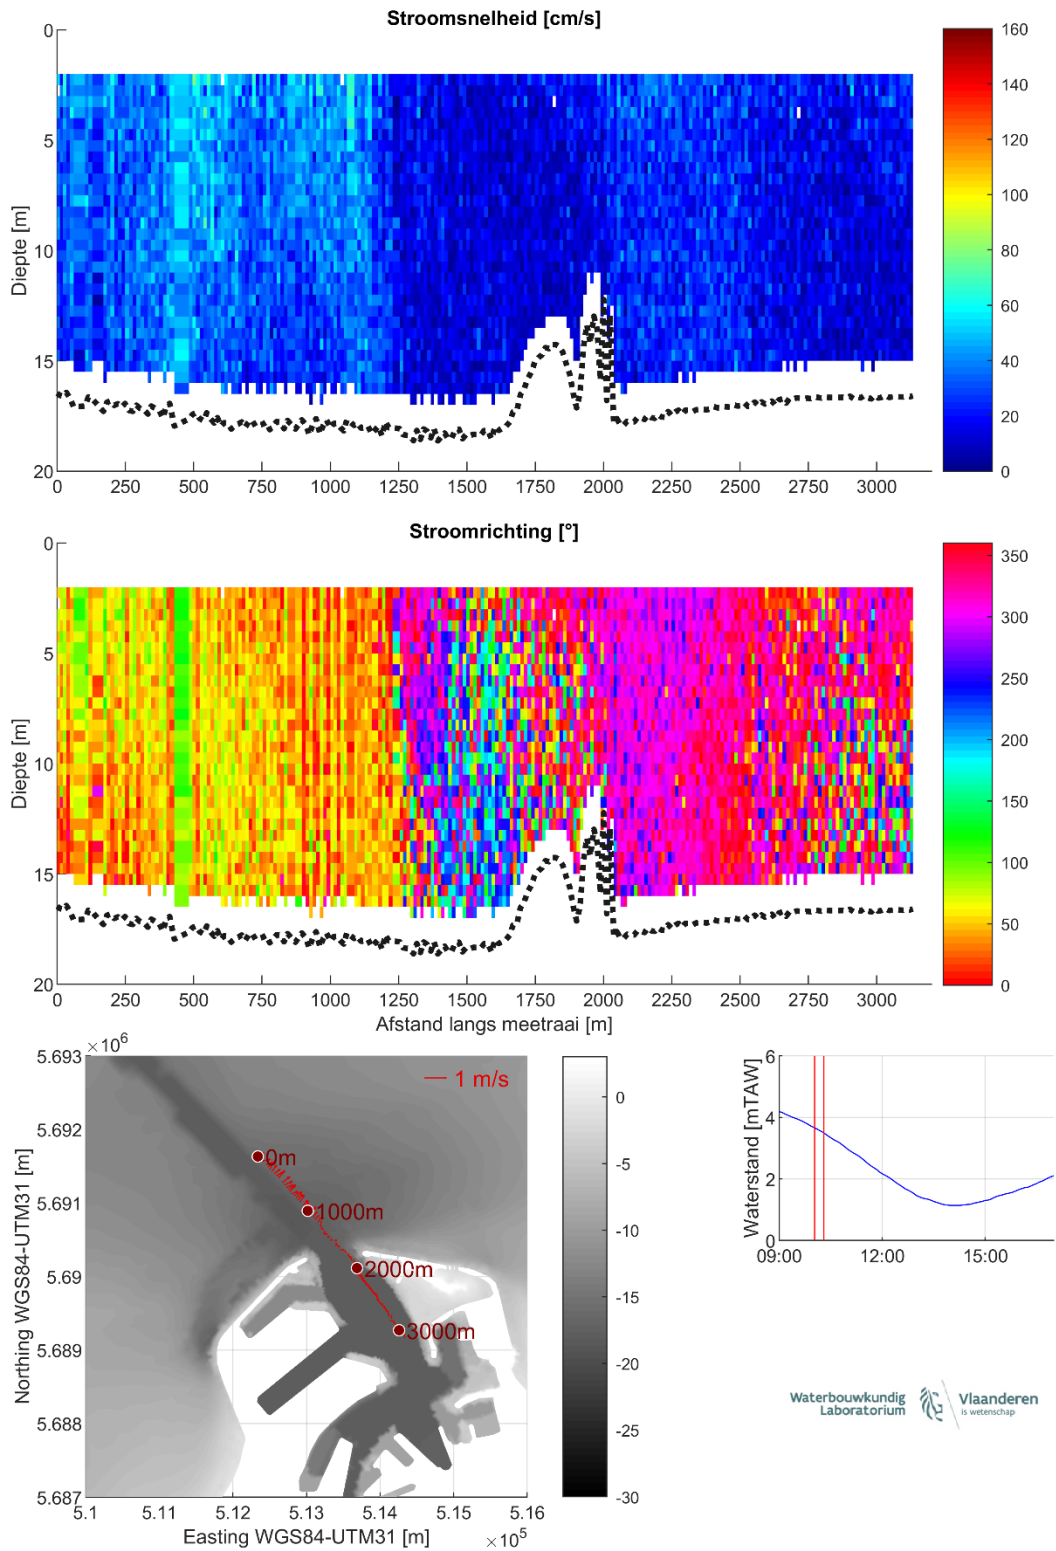 Stroomsnelheid [cm/s]
0
5
10
15
20
Diepte [m]
0 250 500 750 1000 1250 1500 1750 2000 2250 2500 2750 3000
160
140
120
100
80
60
40
20
0
Stroomrichting [°]
0
5
10
15
20
Diepte [m]
0 250 500 750 1000 1250 1500 1750 2000 2250 2500 2750 3000
Afstand langs meetraai [m]
350
300
250
200
150
100
50
0
×10⁶
5.693
5.692
5.691
5.69
5.689
5.688
5.687
Northing WGS84-UTM31 [m]
1 m/s
0m
1000m
2000m
3000m
5.1 5.11 5.12 5.13 5.14 5.15 5.16
Easting WGS84-UTM31 [m]
×10⁵
0
-5
-10
-15
-20
-25
-30
Waterstand [mTAW]
6
4
2
0
09:00 12:00 15:00
Waterbouwkundig
Laboratorium
Vlaanderen
is wetenschap